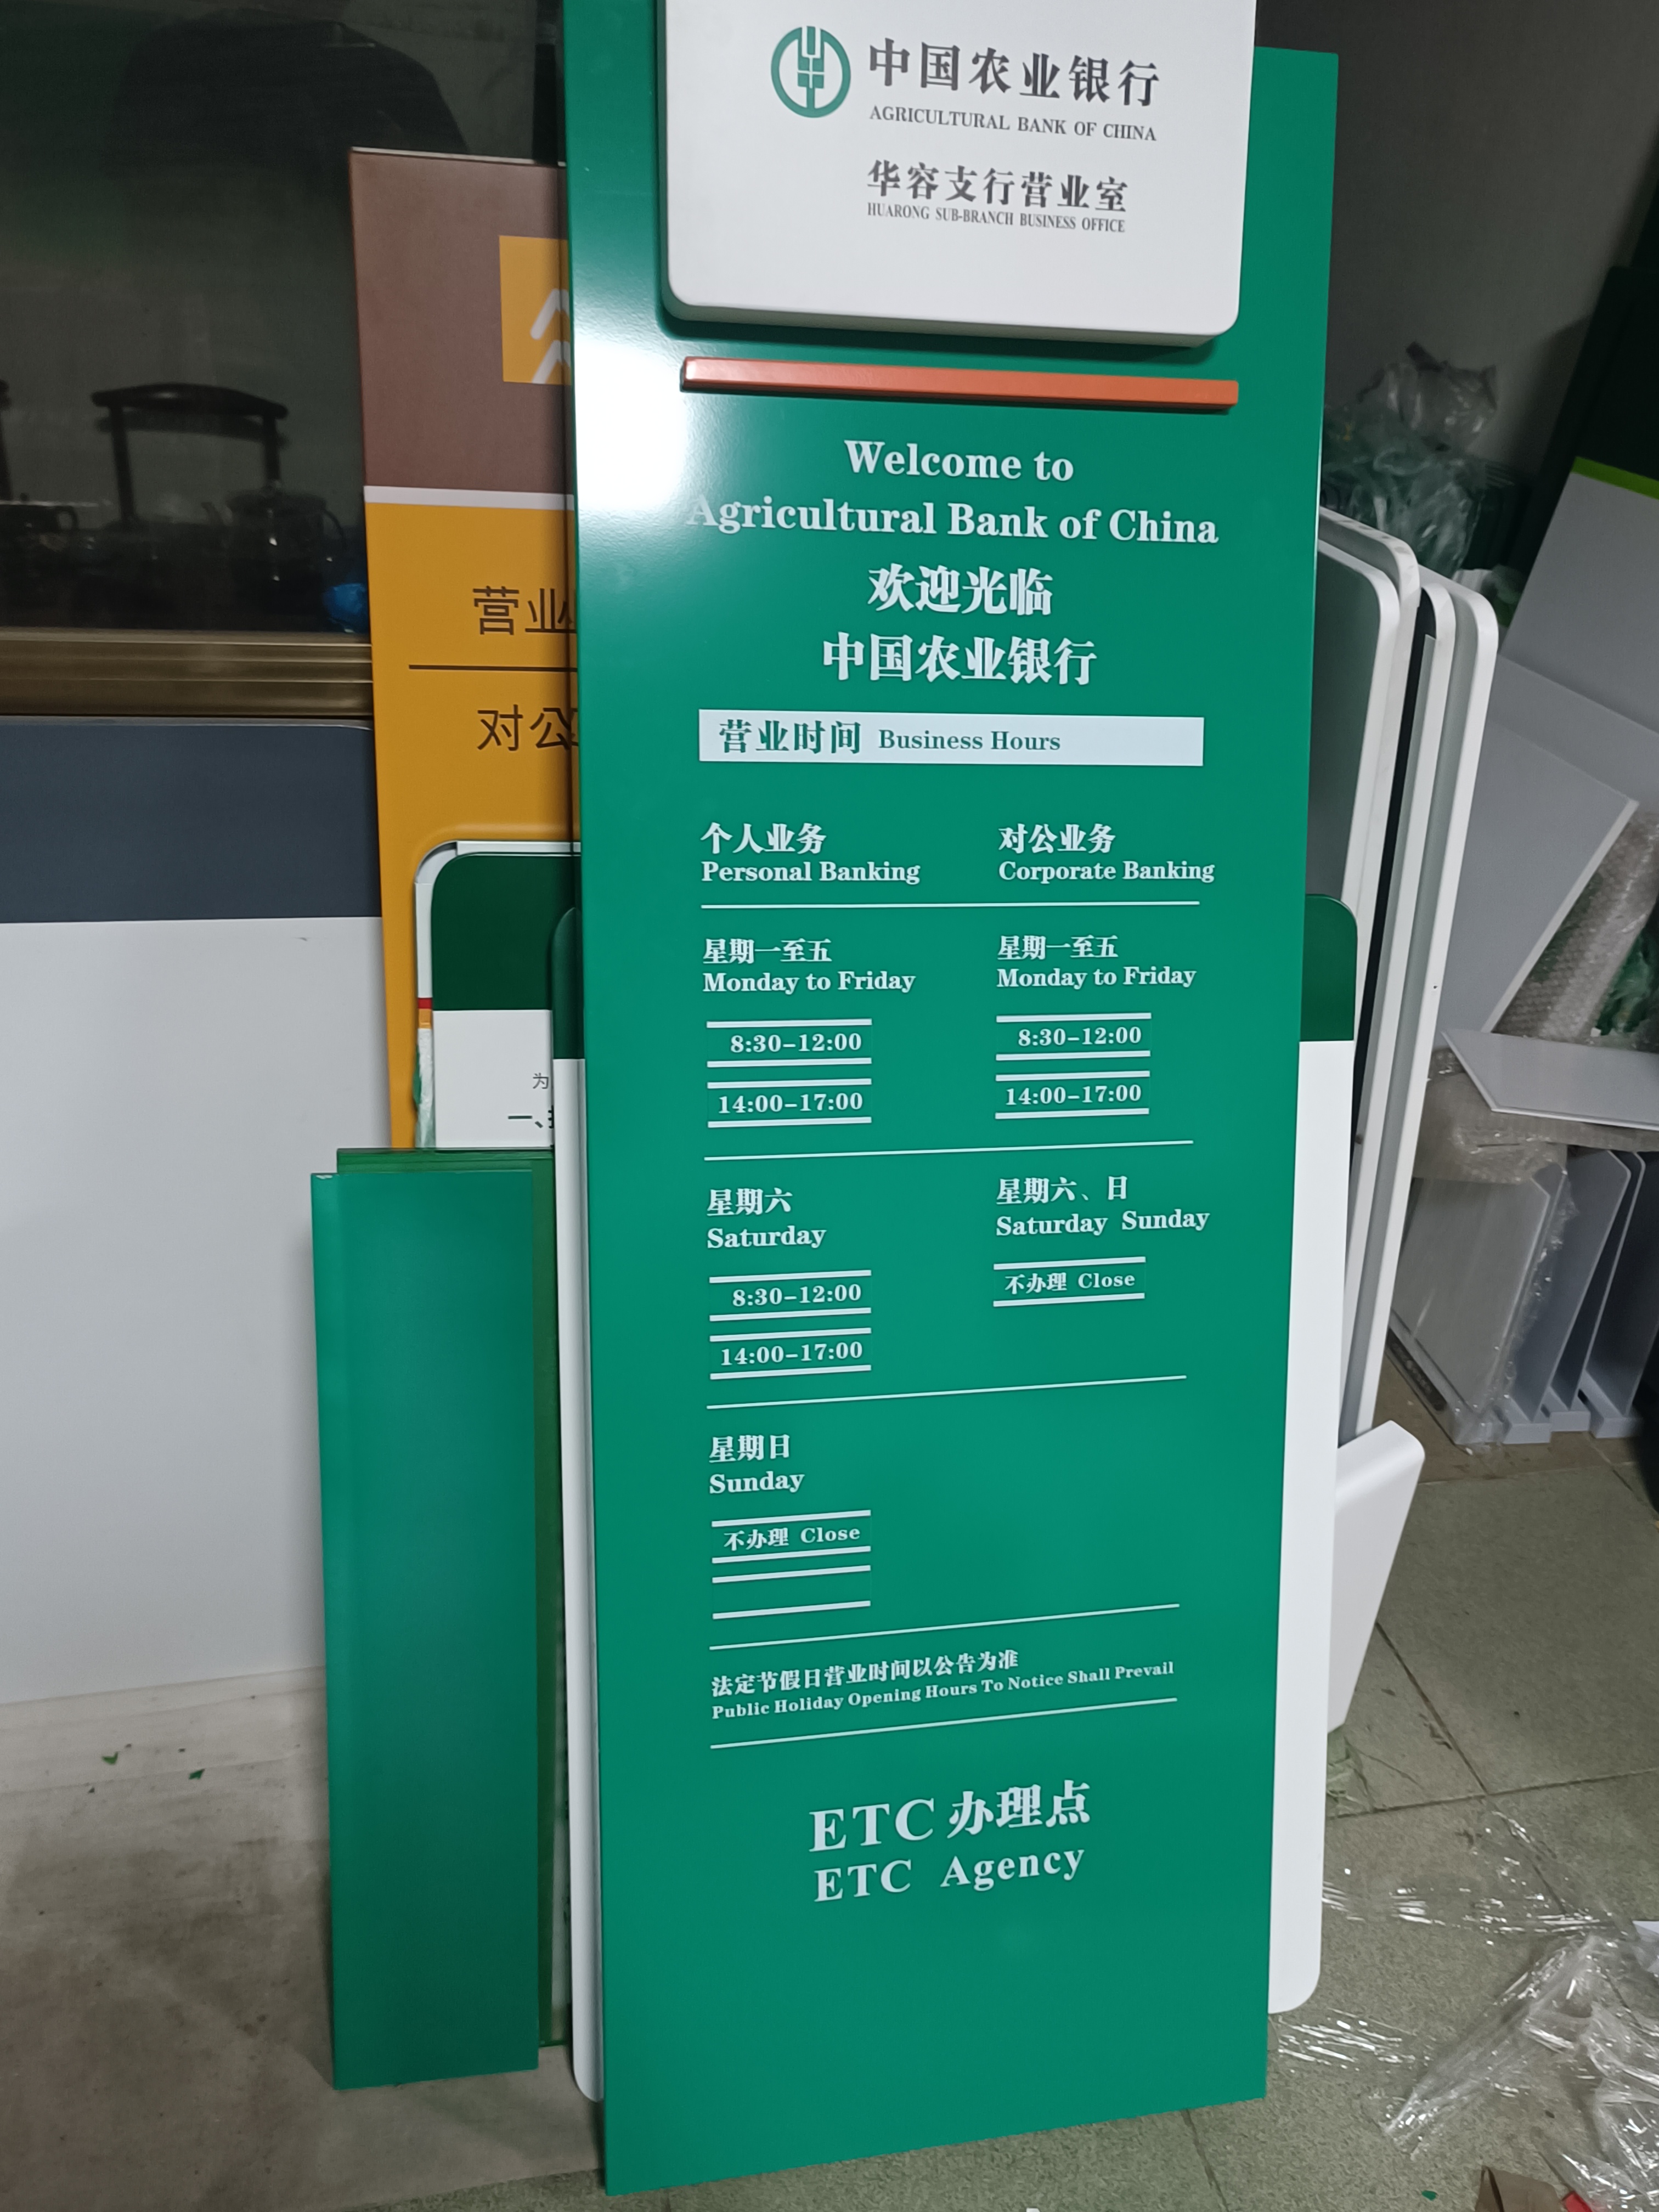 中国农业银行
AGRICULTURAL BANK OF CHINA
华容支行营业室
HUARONG SUB-BRANCH BUSINESS OFFICE
Welcome to
Agricultural Bank of China
欢迎光临
中国农业银行
营业时间 Business Hours
个人业务
Personal Banking
对公业务
Corporate Banking
星期一至五
Monday to Friday
星期一至五
Monday to Friday
8:30-12:00
14:00-17:00
8:30-12:00
14:00-17:00
星期六
Saturday
8:30-12:00
14:00-17:00
星期六、日
Saturday Sunday
不办理 Close
星期日
Sunday
不办理 Close
法定节假日营业时间以公告为准
Public Holiday Opening Hours To Notice Shall Prevail
ETC 办理点
ETC Agency
营业
对公
为
一、